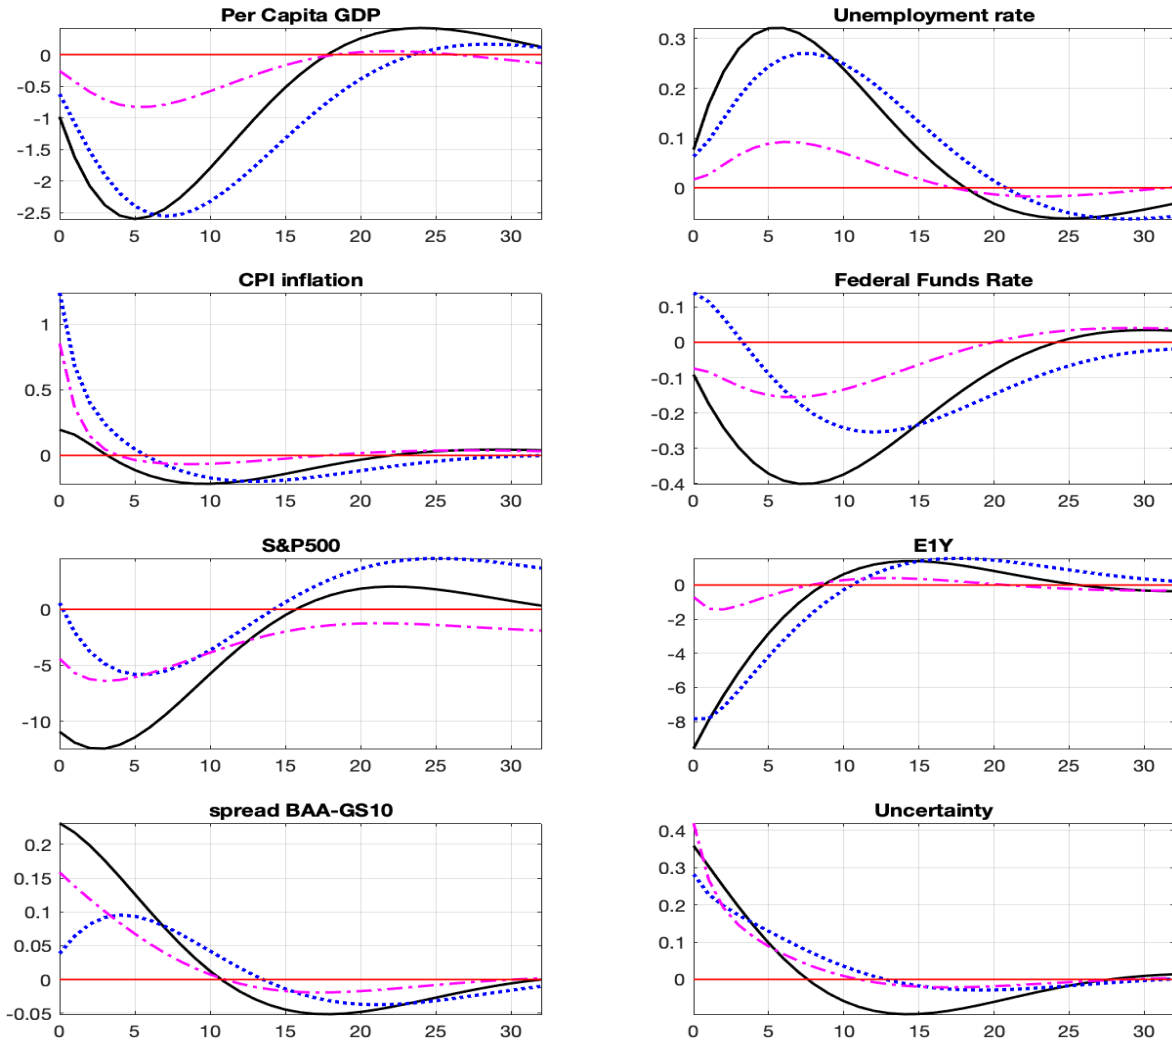 Per Capita GDP
0
-0.5
-1
-1.5
-2
-2.5
0 5 10 15 20 25 30
Unemployment rate
0.3
0.2
0.1
0
0 5 10 15 20 25 30
CPI inflation
1
0.5
0
0 5 10 15 20 25 30
Federal Funds Rate
0.1
0
-0.1
-0.2
-0.3
-0.4
0 5 10 15 20 25 30
S&P500
0
-5
-10
0 5 10 15 20 25 30
E1Y
0
-2
-4
-6
-8
0 5 10 15 20 25 30
spread BAA-GS10
0.2
0.15
0.1
0.05
0
-0.05
0 5 10 15 20 25 30
Uncertainty
0.4
0.3
0.2
0.1
0
0 5 10 15 20 25 30